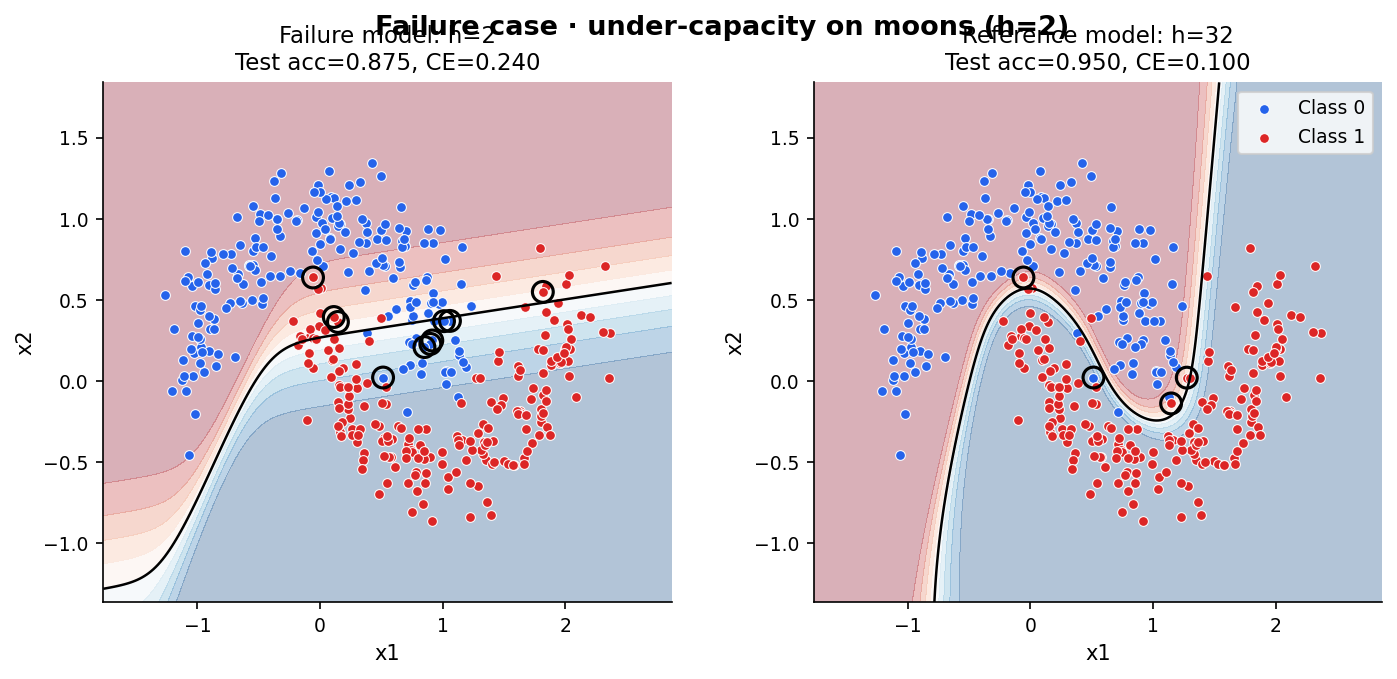 Failure case · under-capacity on moons (h=2)
Failure model: h=2
Test acc=0.875, CE=0.240
Reference model: h=32
Test acc=0.950, CE=0.100
x2
1.5
1.0
0.5
0.0
−0.5
−1.0
−1
0
1
2
x1
x2
1.5
1.0
0.5
0.0
−0.5
−1.0
−1
0
1
2
x1
Class 0
Class 1